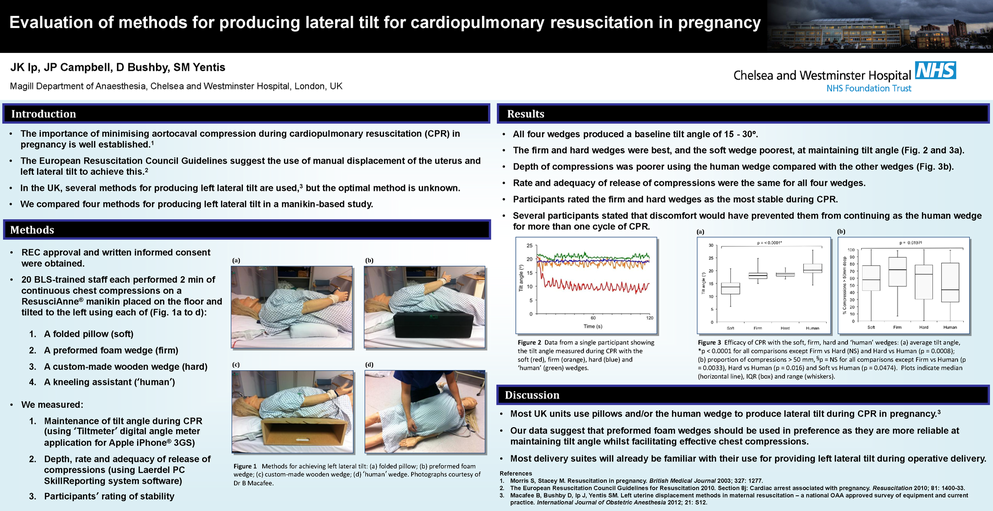 Evaluation of methods for producing lateral tilt for cardiopulmonary resuscitation in pregnancy
JK Ip, JP Campbell, D Bushby, SM Yentis
Magill Department of Anaesthesia, Chelsea and Westminster Hospital, London, UK
Chelsea and Westminster Hospital NHS
NHS Foundation Trust
Introduction
• The importance of minimising aortocaval compression during cardiopulmonary resuscitation (CPR) in
pregnancy is well established.1
• The European Resuscitation Council Guidelines suggest the use of manual displacement of the uterus and
left lateral tilt to achieve this.2
• In the UK, several methods for producing left lateral tilt are used,3 but the optimal method is unknown.
• We compared four methods for producing left lateral tilt in a manikin-based study.
Methods
• REC approval and written informed consent
were obtained.
• 20 BLS-trained staff each performed 2 min of
continuous chest compressions on a
ResusciAnne® manikin placed on the floor and
tilted to the left using each of (Fig. 1a to d):
1. A folded pillow (soft)
2. A preformed foam wedge (firm)
3. A custom-made wooden wedge (hard)
4. A kneeling assistant ('human')
• We measured:
1. Maintenance of tilt angle during CPR
(using 'Tiltmeter' digital angle meter
application for Apple iPhone® 3GS)
2. Depth, rate and adequacy of release of
compressions (using Laerdel PC
SkillReporting system software)
3. Participants' rating of stability
(a)
(b)
(c)
(d)
Figure 1 Methods for achieving left lateral tilt: (a) folded pillow; (b) preformed foam
wedge; (c) custom-made wooden wedge; (d) 'human' wedge. Photographs courtesy of
Dr B Macafee.
Results
• All four wedges produced a baseline tilt angle of 15 - 30º.
• The firm and hard wedges were best, and the soft wedge poorest, at maintaining tilt angle (Fig. 2 and 3a).
• Depth of compressions was poorer using the human wedge compared with the other wedges (Fig. 3b).
• Rate and adequacy of release of compressions were the same for all four wedges.
• Participants rated the firm and hard wedges as the most stable during CPR.
• Several participants stated that discomfort would have prevented them from continuing as the human wedge
for more than one cycle of CPR.
Tilt angle (°)
25
20
15
10
5
0
60
120
Time (s)
Figure 2 Data from a single participant showing
the tilt angle measured during CPR with the
soft (red), firm (orange), hard (blue) and
'human' (green) wedges.
(a)
Tilt angle (°)
30
25
20
15
10
5
0
Soft Firm Hard Human
(b)
100
90
80
70
60
50
40
30
20
10
0
Soft Firm Hard Human
Figure 3 Efficacy of CPR with the soft, firm, hard and 'human' wedges: (a) average tilt angle,
*p < 0.0001 for all comparisons except Firm vs Hard (NS) and Hard vs Human (p = 0.0008);
(b) proportion of compressions > 50 mm, §p = NS for all comparisons except Firm vs Human (p
= 0.0033), Hard vs Human (p = 0.016) and Soft vs Human (p = 0.0474). Plots indicate median
(horizontal line), IQR (box) and range (whiskers).
Discussion
• Most UK units use pillows and/or the human wedge to produce lateral tilt during CPR in pregnancy.3
• Our data suggest that preformed foam wedges should be used in preference as they are more reliable at
maintaining tilt angle whilst facilitating effective chest compressions.
• Most delivery suites will already be familiar with their use for providing left lateral tilt during operative delivery.
References
1. Morris S, Stacey M. Resuscitation in pregnancy. British Medical Journal 2003; 327: 1277.
2. The European Resuscitation Council Guidelines for Resuscitation 2010. Section 8J: Cardiac arrest associated with pregnancy. Resuscitation 2010; 81: 1400-33.
3. Macafee B, Bushby D, Ip J, Yentis SM. Left uterine displacement methods in maternal resuscitation – a national OAA approved survey of equipment and current
practice. International Journal of Obstetric Anesthesia 2012; 21: S12.